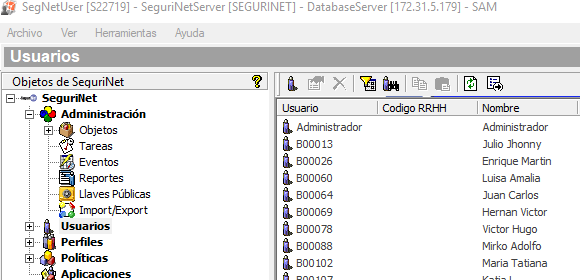 SegNetUser [S22719] - SeguriNetServer [SEGURINET] - DatabaseServer [172.31.5.179] - SAM
Archivo Ver Herramientas Ayuda
Usuarios
Objetos de SeguriNet
SeguriNet
Administración
Objetos
Tareas
Eventos
Reportes
Llaves Públicas
Import/Export
Usuarios
Perfiles
Políticas
Aplicaciones
Usuario Codigo RRHH Nombre
Administrador Administrador
B00013 Julio Jhonny
B00026 Enrique Martin
B00060 Luisa Amalia
B00064 Juan Carlos
B00069 Hernan Victor
B00078 Victor Hugo
B00088 Mirko Adolfo
B00102 Maria Tatiana